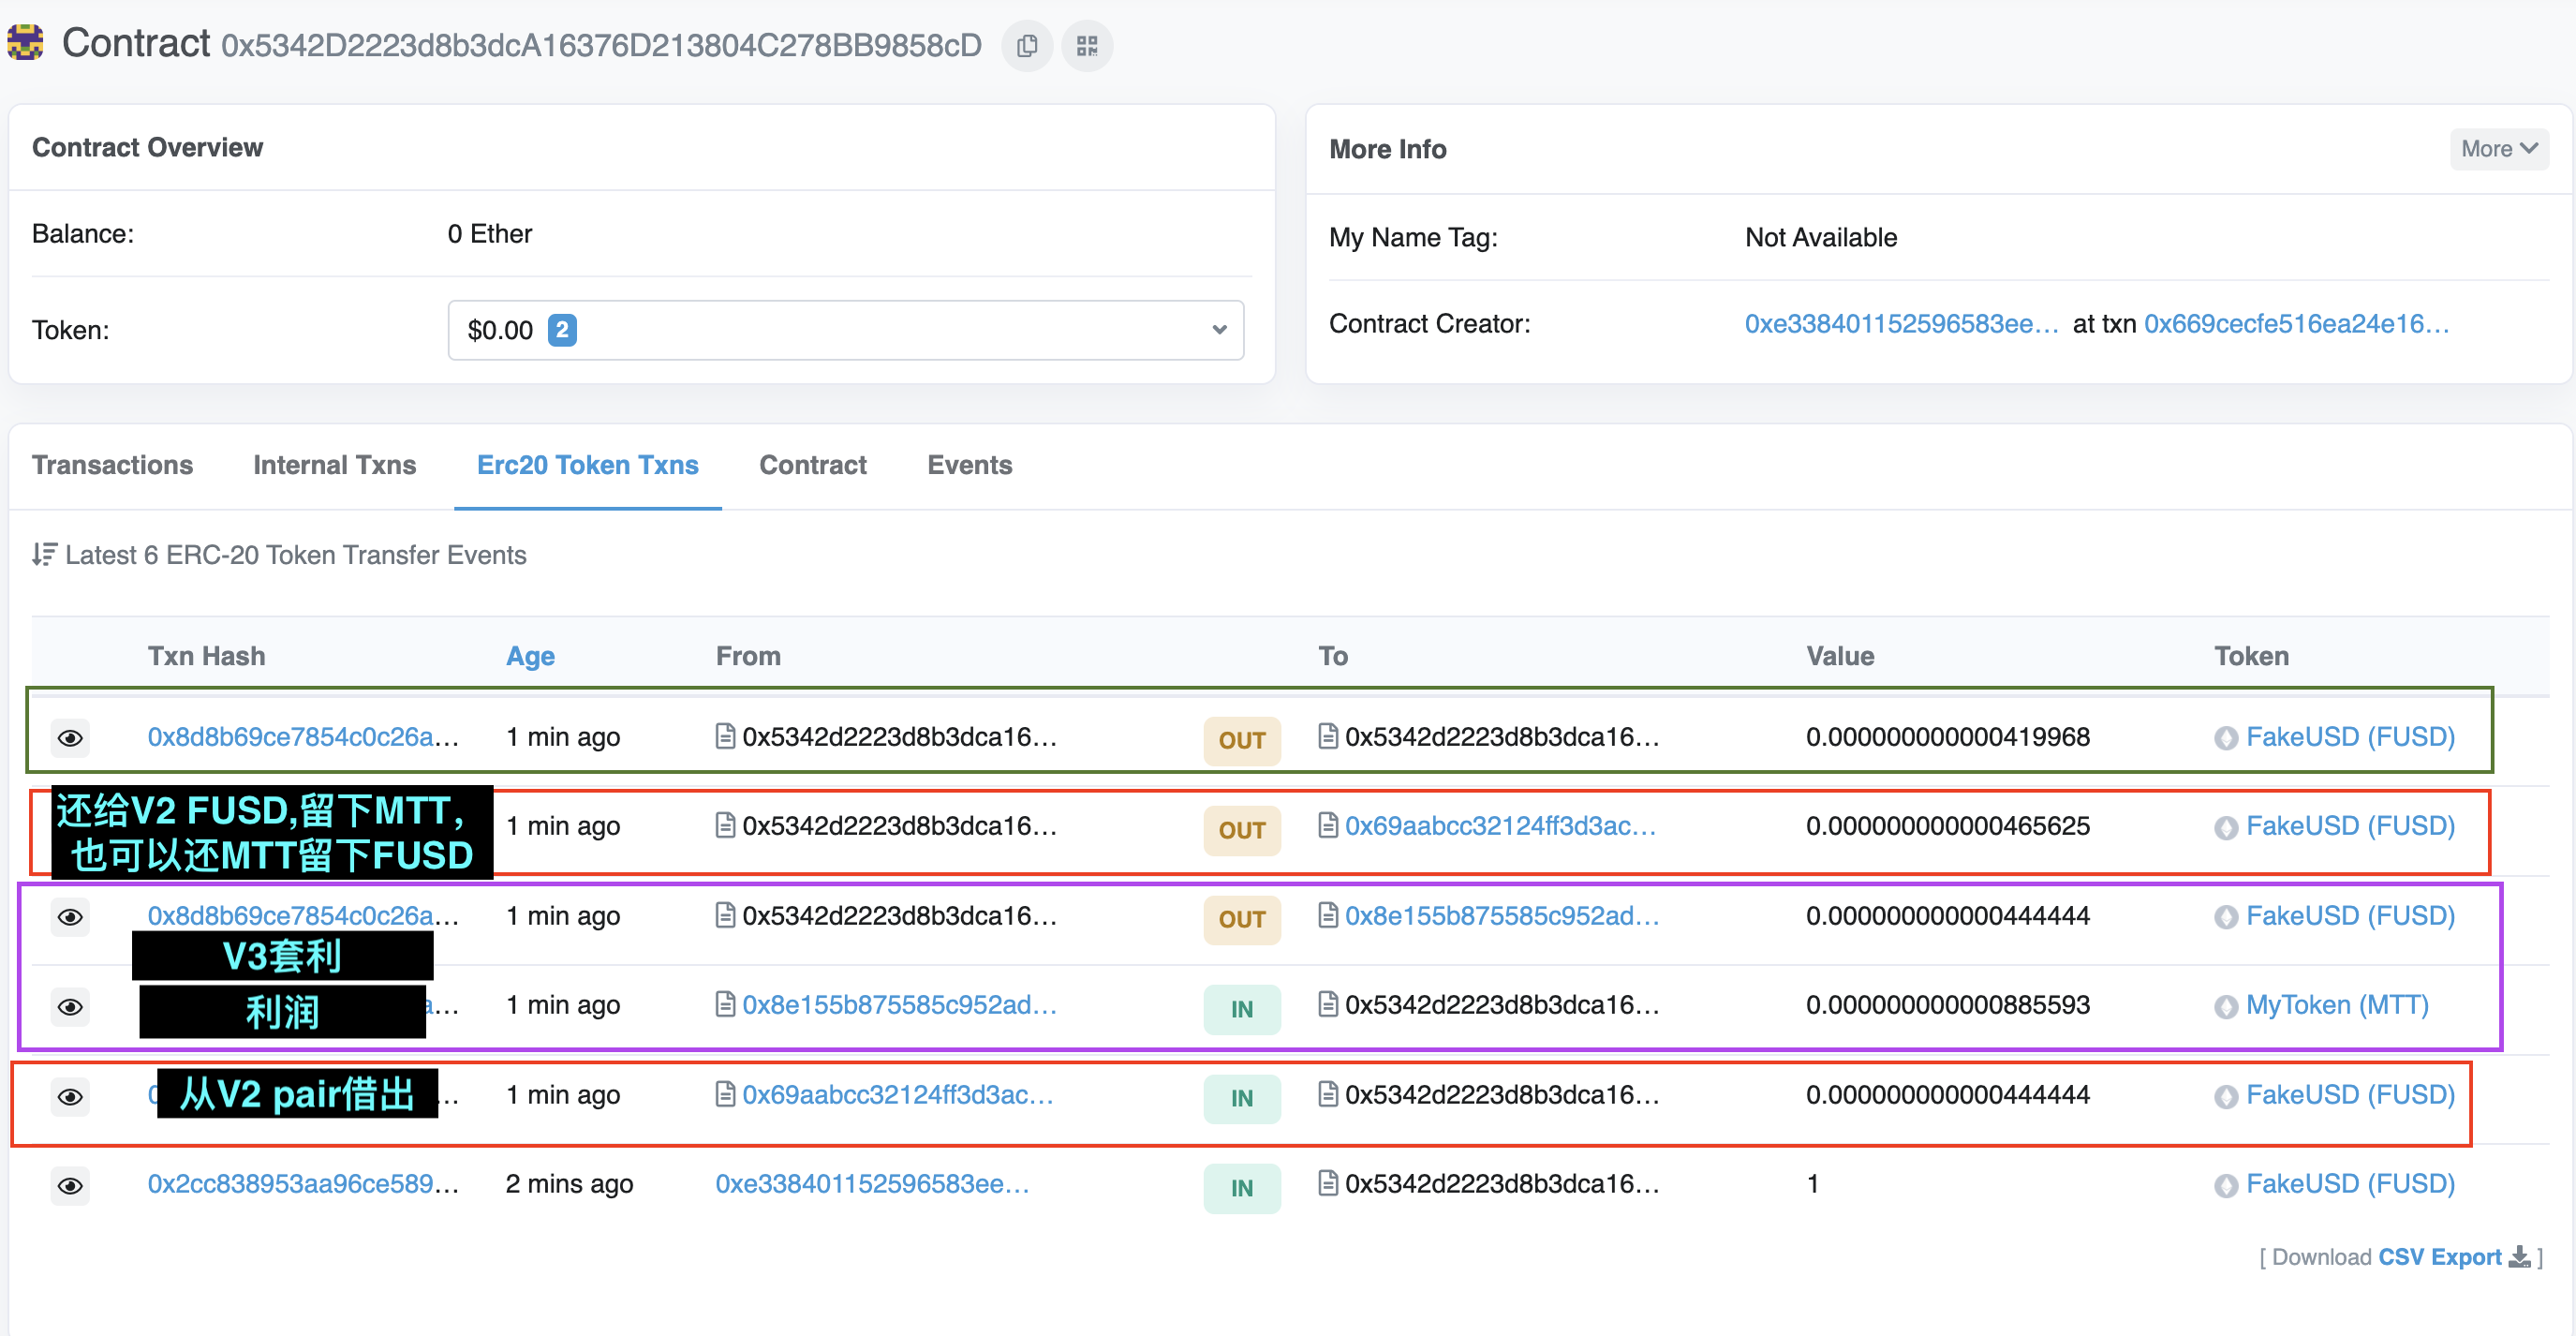 Contract 0x5342D2223d8b3dcA16376D213804C278BB9858cD
Contract Overview
Balance: 0 Ether
Token: $0.00 2
More Info More
My Name Tag: Not Available
Contract Creator: 0xe338401152596583ee... at txn 0x669cecfe516ea24e16...
Transactions Internal Txns Erc20 Token Txns Contract Events
Latest 6 ERC-20 Token Transfer Events
Txn Hash Age From To Value Token
0x8d8b69ce7854c0c26a... 1 min ago 0x5342d2223d8b3dca16... OUT 0x5342d2223d8b3dca16... 0.000000000000419968 FakeUSD (FUSD)
还给V2 FUSD,留下MTT，
也可以还MTT留下FUSD
1 min ago 0x5342d2223d8b3dca16... OUT 0x69aabcc32124ff3d3ac... 0.000000000000465625 FakeUSD (FUSD)
0x8d8b69ce7854c0c26a... 1 min ago 0x5342d2223d8b3dca16... OUT 0x8e155b875585c952ad... 0.000000000000444444 FakeUSD (FUSD)
V3套利
利润
a... 1 min ago 0x8e155b875585c952ad... IN 0x5342d2223d8b3dca16... 0.000000000000885593 MyToken (MTT)
从V2 pair借出
... 1 min ago 0x69aabcc32124ff3d3ac... IN 0x5342d2223d8b3dca16... 0.000000000000444444 FakeUSD (FUSD)
0x2cc838953aa96ce589... 2 mins ago 0xe338401152596583ee... IN 0x5342d2223d8b3dca16... 1 FakeUSD (FUSD)
[ Download CSV Export ]